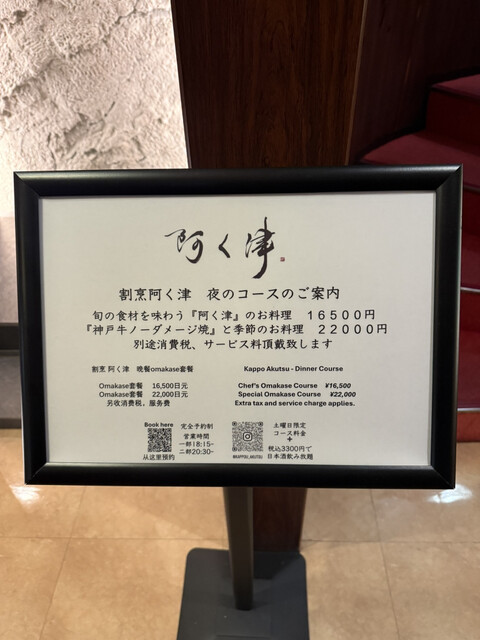 阿く津
割烹阿く津　夜のコースのご案内
旬の食材を味わう『阿く津』のお料理　16500円
『神戸牛ノーダメージ焼』と季節のお料理　22000円
別途消費税、サービス料頂戴致します
割烹 阿く津　晩餐omakase套餐
Omakase套餐　16,500日元
Omakase套餐　22,000日元
另收消费税，服务费
Kappo Akutsu - Dinner Course
Chef's Omakase Course　¥16,500
Special Omakase Course　¥22,000
Extra tax and service charge applies.
Book here
从这里预约
完全予約制
営業時間
一部18:15-
二部20:30-
@KAPPOU_AKUTSU
土曜日限定
コース料金
+
税込3300円で
日本酒飲み放題